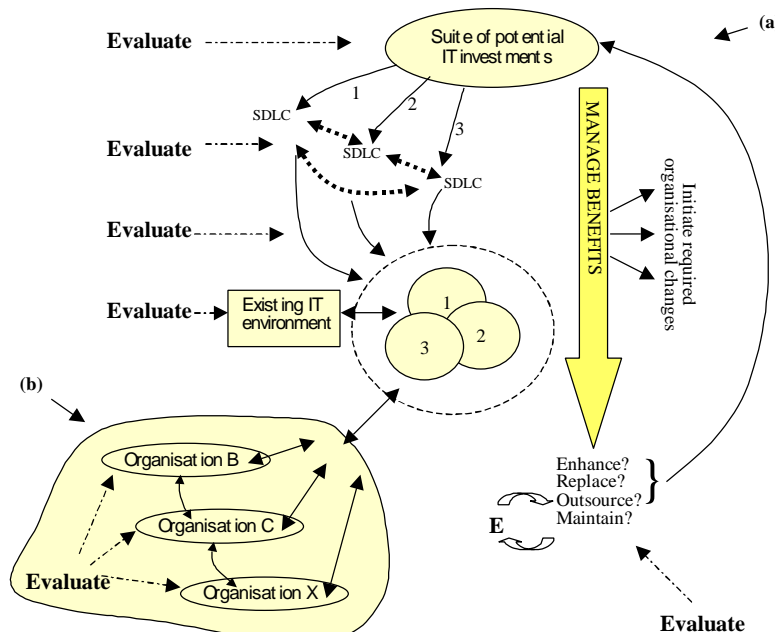 (a
Evaluate
Suite of potential
IT investments
1
2
3
SDLC
Evaluate
SDLC
SDLC
MANAGE BENEFITS
Initiate required
organisational changes
Evaluate
Evaluate
Existing IT
environment
1
2
3
(b)
Organisation B
Organisation C
Organisation X
Evaluate
Enhance?
Replace?
Outsource?
Maintain?
}
E
Evaluate